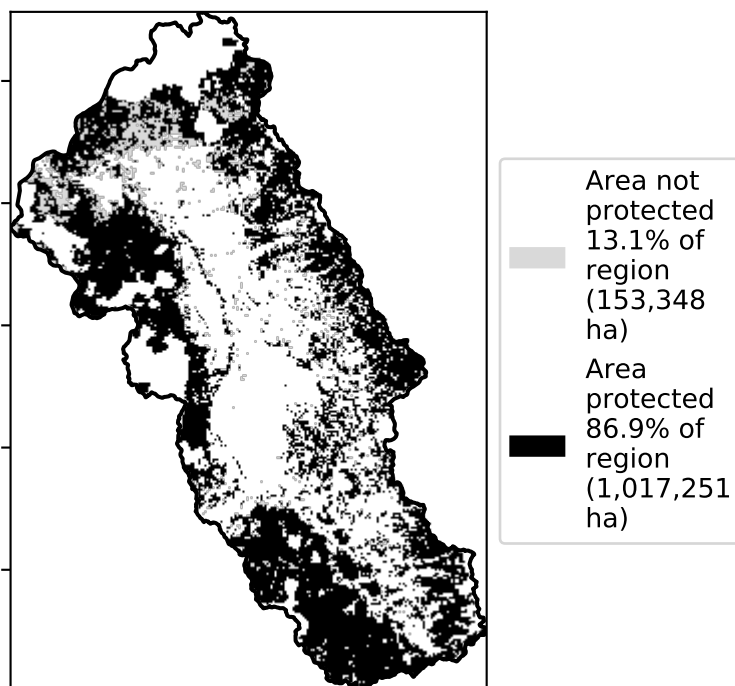 Area not
protected
13.1% of
region
(153,348
ha)
Area
protected
86.9% of
region
(1,017,251
ha)